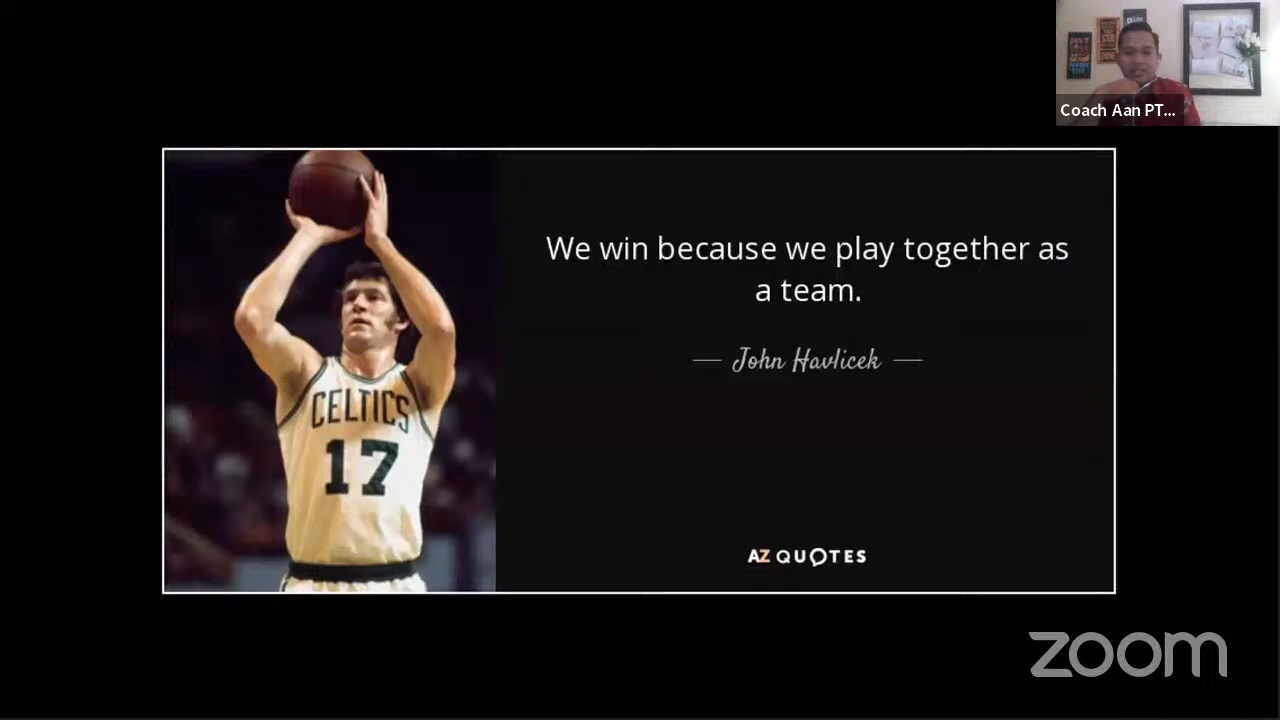 Coach Aan PT...
We win because we play together as
a team.
John Havlicek
CELTICS
17
AZ QUOTES
zoom